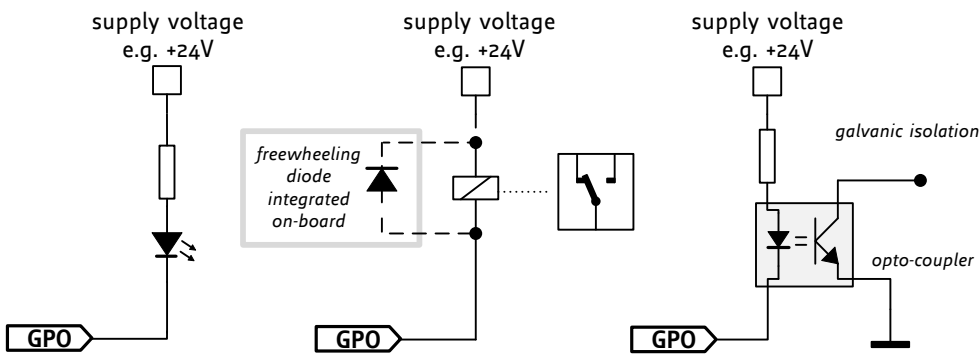 supply voltage
e.g. +24V
GPO
supply voltage
e.g. +24V
freewheeling
diode
integrated
on-board
GPO
supply voltage
e.g. +24V
galvanic isolation
opto-coupler
GPO